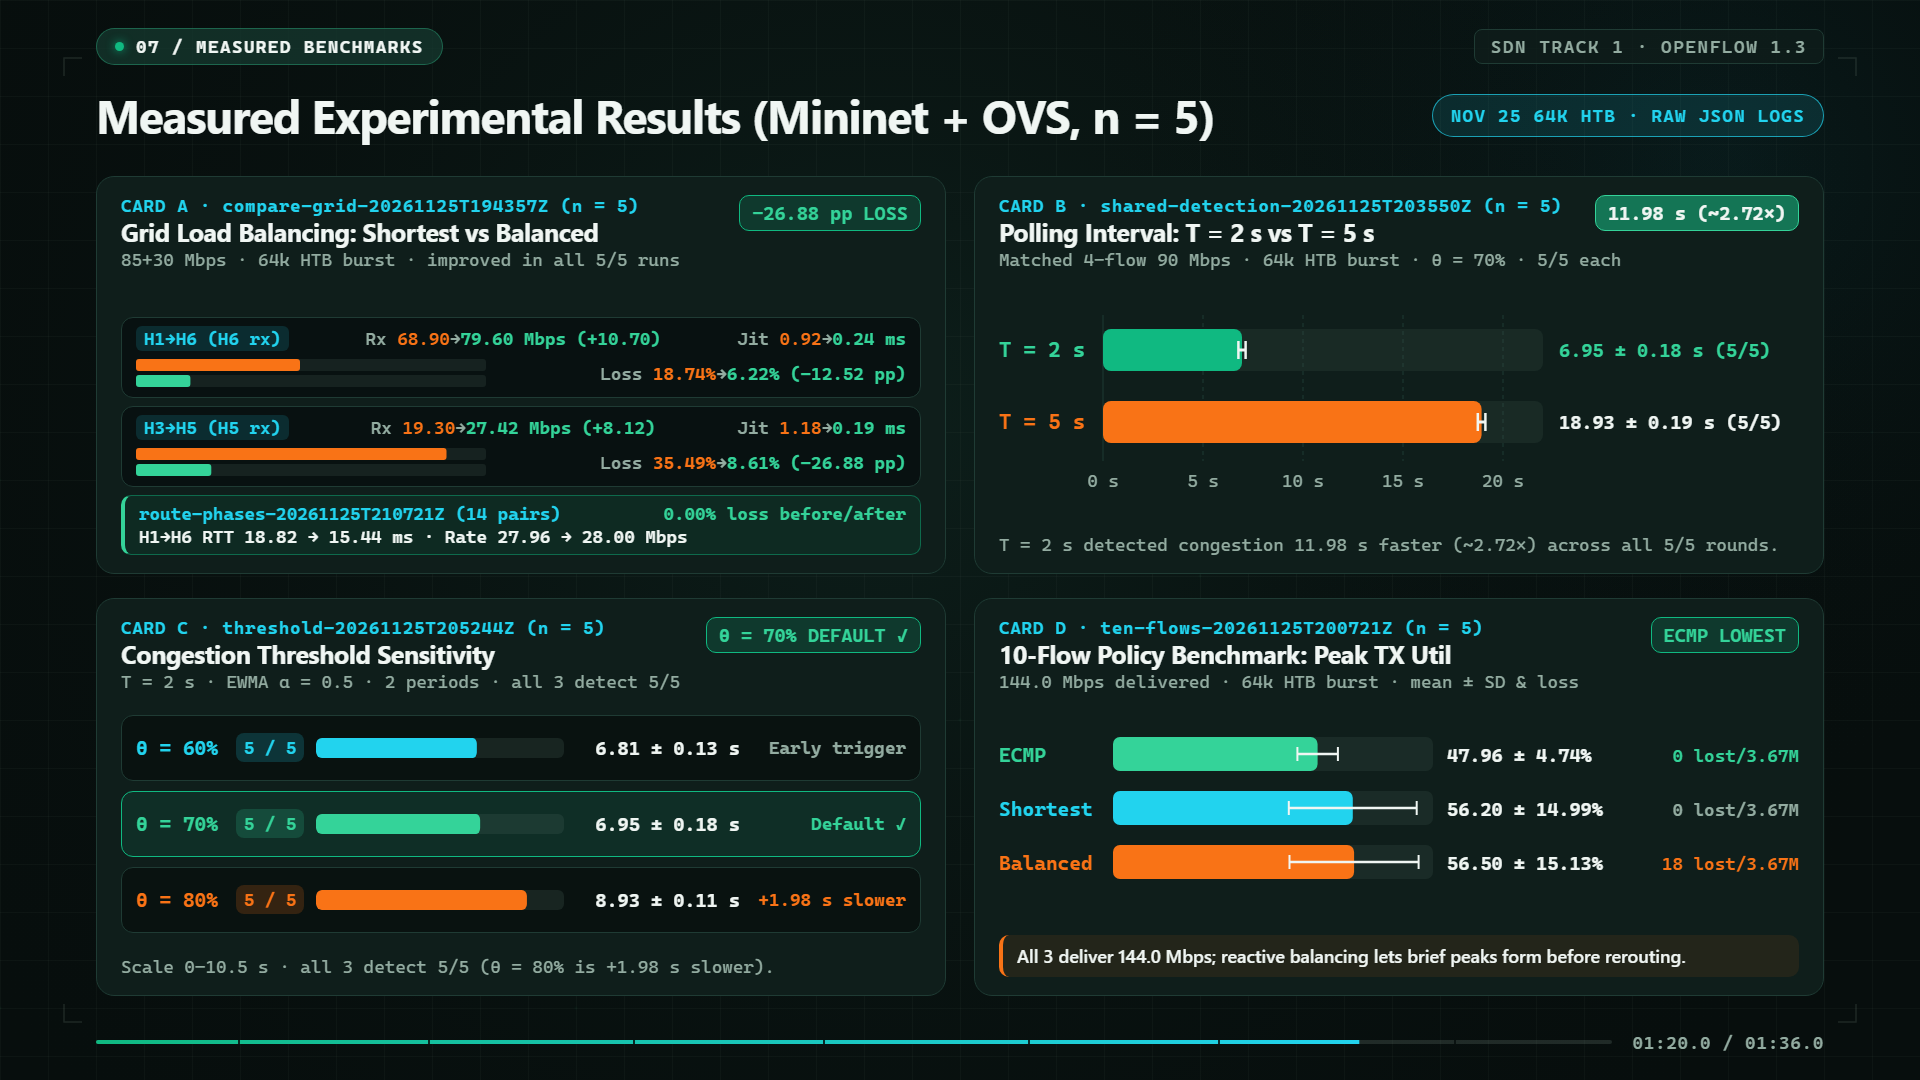 07 / MEASURED BENCHMARKS
SDN TRACK 1 · OPENFLOW 1.3
Measured Experimental Results (Mininet + OVS, n = 5)
NOV 25 64K HTB · RAW JSON LOGS
CARD A · compare-grid-20261125T194357Z (n = 5)
−26.88 pp LOSS
Grid Load Balancing: Shortest vs Balanced
85+30 Mbps · 64k HTB burst · improved in all 5/5 runs
H1→H6 (H6 rx)
Rx 68.90→79.60 Mbps (+10.70)
Jit 0.92→0.24 ms
Loss 18.74%→6.22% (−12.52 pp)
H3→H5 (H5 rx)
Rx 19.30→27.42 Mbps (+8.12)
Jit 1.18→0.19 ms
Loss 35.49%→8.61% (−26.88 pp)
route-phases-20261125T210721Z (14 pairs)
0.00% loss before/after
H1→H6 RTT 18.82 → 15.44 ms · Rate 27.96 → 28.00 Mbps
CARD B · shared-detection-20261125T203550Z (n = 5)
11.98 s (~2.72×)
Polling Interval: T = 2 s vs T = 5 s
Matched 4-flow 90 Mbps · 64k HTB burst · θ = 70% · 5/5 each
T = 2 s
6.95 ± 0.18 s (5/5)
T = 5 s
18.93 ± 0.19 s (5/5)
0 s
5 s
10 s
15 s
20 s
T = 2 s detected congestion 11.98 s faster (~2.72×) across all 5/5 rounds.
CARD C · threshold-20261125T205244Z (n = 5)
θ = 70% DEFAULT ✓
Congestion Threshold Sensitivity
T = 2 s · EWMA α = 0.5 · 2 periods · all 3 detect 5/5
θ = 60%
5 / 5
6.81 ± 0.13 s
Early trigger
θ = 70%
5 / 5
6.95 ± 0.18 s
Default ✓
θ = 80%
5 / 5
8.93 ± 0.11 s
+1.98 s slower
Scale 0–10.5 s · all 3 detect 5/5 (θ = 80% is +1.98 s slower).
CARD D · ten-flows-20261125T200721Z (n = 5)
ECMP LOWEST
10-Flow Policy Benchmark: Peak TX Util
144.0 Mbps delivered · 64k HTB burst · mean ± SD & loss
ECMP
47.96 ± 4.74%
0 lost/3.67M
Shortest
56.20 ± 14.99%
0 lost/3.67M
Balanced
56.50 ± 15.13%
18 lost/3.67M
All 3 deliver 144.0 Mbps; reactive balancing lets brief peaks form before rerouting.
01:20.0 / 01:36.0